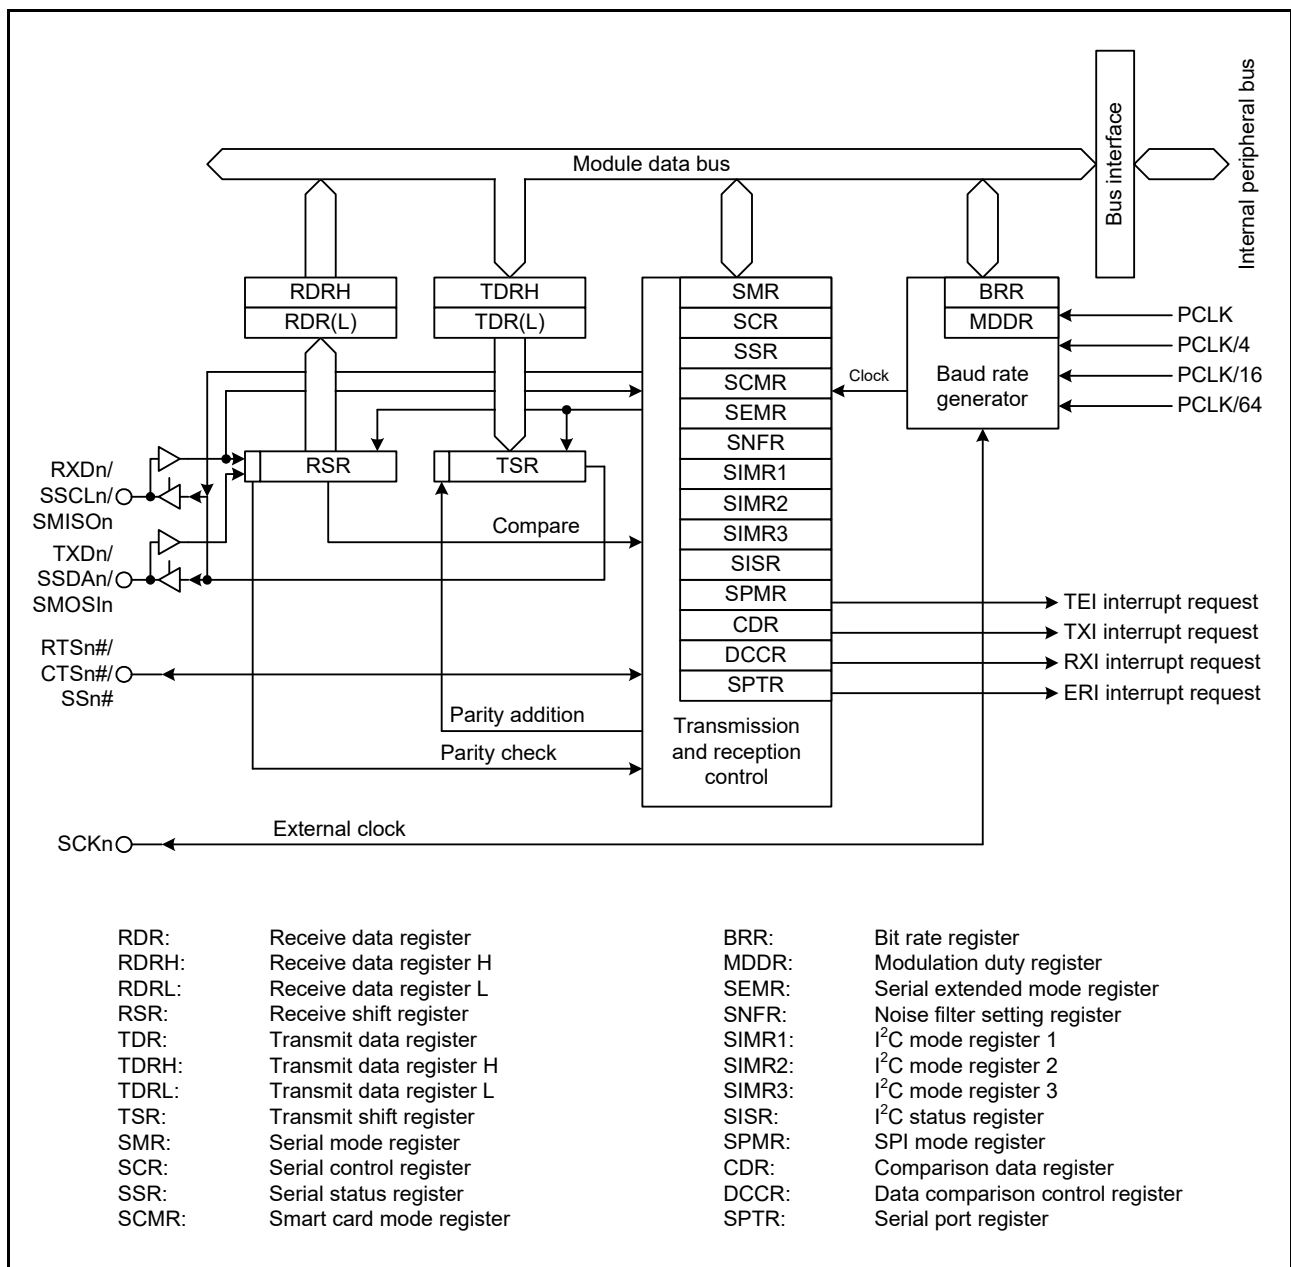 Module data bus
Bus interface
Internal peripheral bus
RDRH
RDR(L)
TDRH
TDR(L)
SMR
SCR
SSR
SCMR
SEMR
SNFR
SIMR1
SIMR2
SIMR3
SISR
SPMR
CDR
DCCR
SPTR
Transmission
and reception
control
BRR
MDDR
Baud rate
generator
Clock
PCLK
PCLK/4
PCLK/16
PCLK/64
RXDn/
SSCLn/
SMISOn
TXDn/
SSDAn/
SMOSIn
RSR
TSR
Compare
RTSn#/
CTSn#/
SSn#
Parity addition
Parity check
TEI interrupt request
TXI interrupt request
RXI interrupt request
ERI interrupt request
SCKn
External clock
RDR: Receive data register
RDRH: Receive data register H
RDRL: Receive data register L
RSR: Receive shift register
TDR: Transmit data register
TDRH: Transmit data register H
TDRL: Transmit data register L
TSR: Transmit shift register
SMR: Serial mode register
SCR: Serial control register
SSR: Serial status register
SCMR: Smart card mode register
BRR: Bit rate register
MDDR: Modulation duty register
SEMR: Serial extended mode register
SNFR: Noise filter setting register
SIMR1: I²C mode register 1
SIMR2: I²C mode register 2
SIMR3: I²C mode register 3
SISR: I²C status register
SPMR: SPI mode register
CDR: Comparison data register
DCCR: Data comparison control register
SPTR: Serial port register